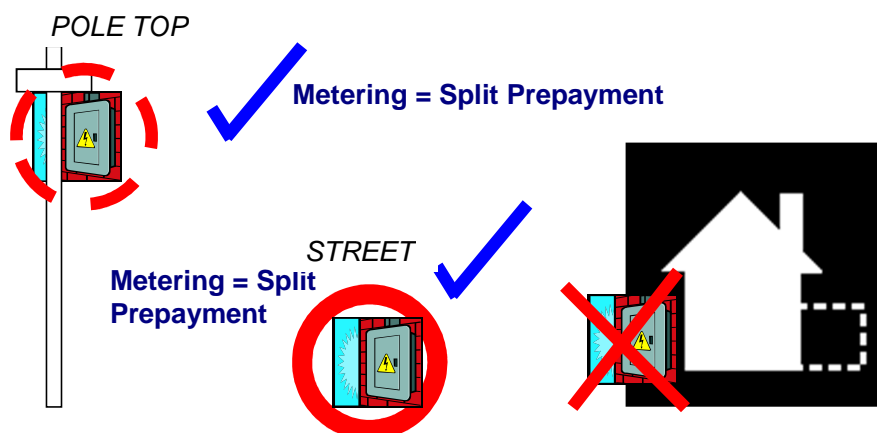 POLE TOP
Metering = Split Prepayment
STREET
Metering = Split
Prepayment